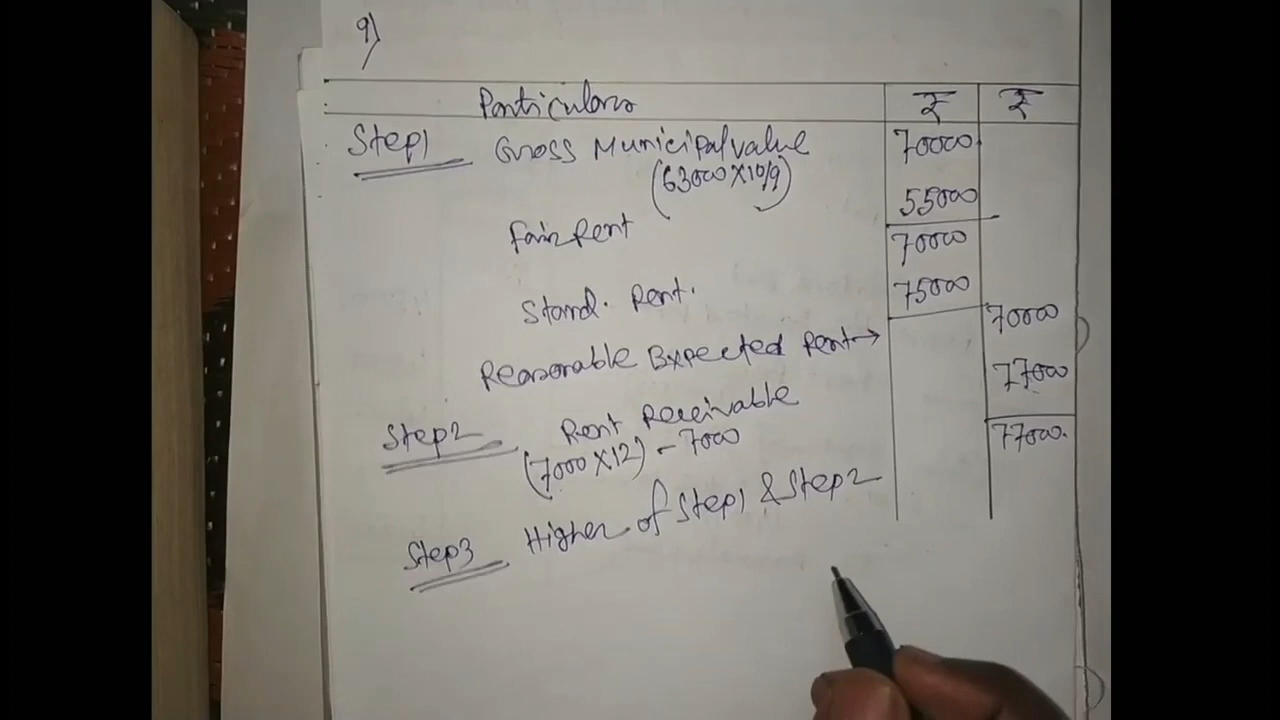 9)
Particulars ₹ ₹
Step1 Gross Municipal value 70000
(63000 X 10/9)
Fair Rent 55000
70000
Stand. Rent. 75000
Reasonable Expected Rent → 70000
Step2 Rent Receivable 77000
(7000 X 12) - 7000
Step3 Higher of Step1 & Step2 77000.